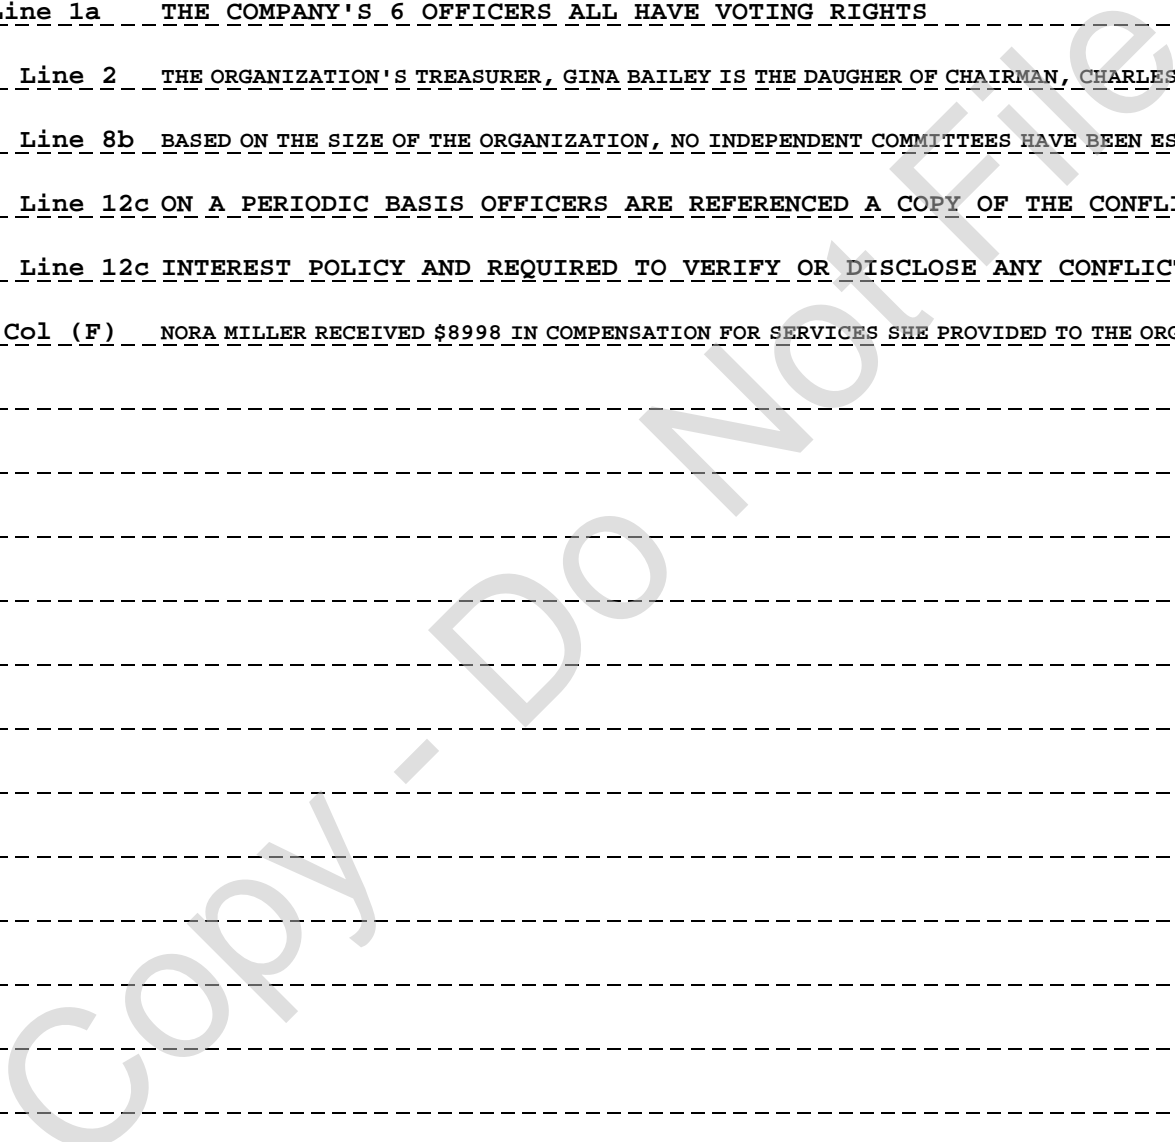 Line 1a THE COMPANY'S 6 OFFICERS ALL HAVE VOTING RIGHTS
Line 2 THE ORGANIZATION'S TREASURER, GINA BAILEY IS THE DAUGHER OF CHAIRMAN, CHARLES
Line 8b BASED ON THE SIZE OF THE ORGANIZATION, NO INDEPENDENT COMMITTEES HAVE BEEN ES
Line 12c ON A PERIODIC BASIS OFFICERS ARE REFERENCED A COPY OF THE CONFLI
Line 12c INTEREST POLICY AND REQUIRED TO VERIFY OR DISCLOSE ANY CONFLICT
Col (F) NORA MILLER RECEIVED $8998 IN COMPENSATION FOR SERVICES SHE PROVIDED TO THE ORG
Copy - Do Not File